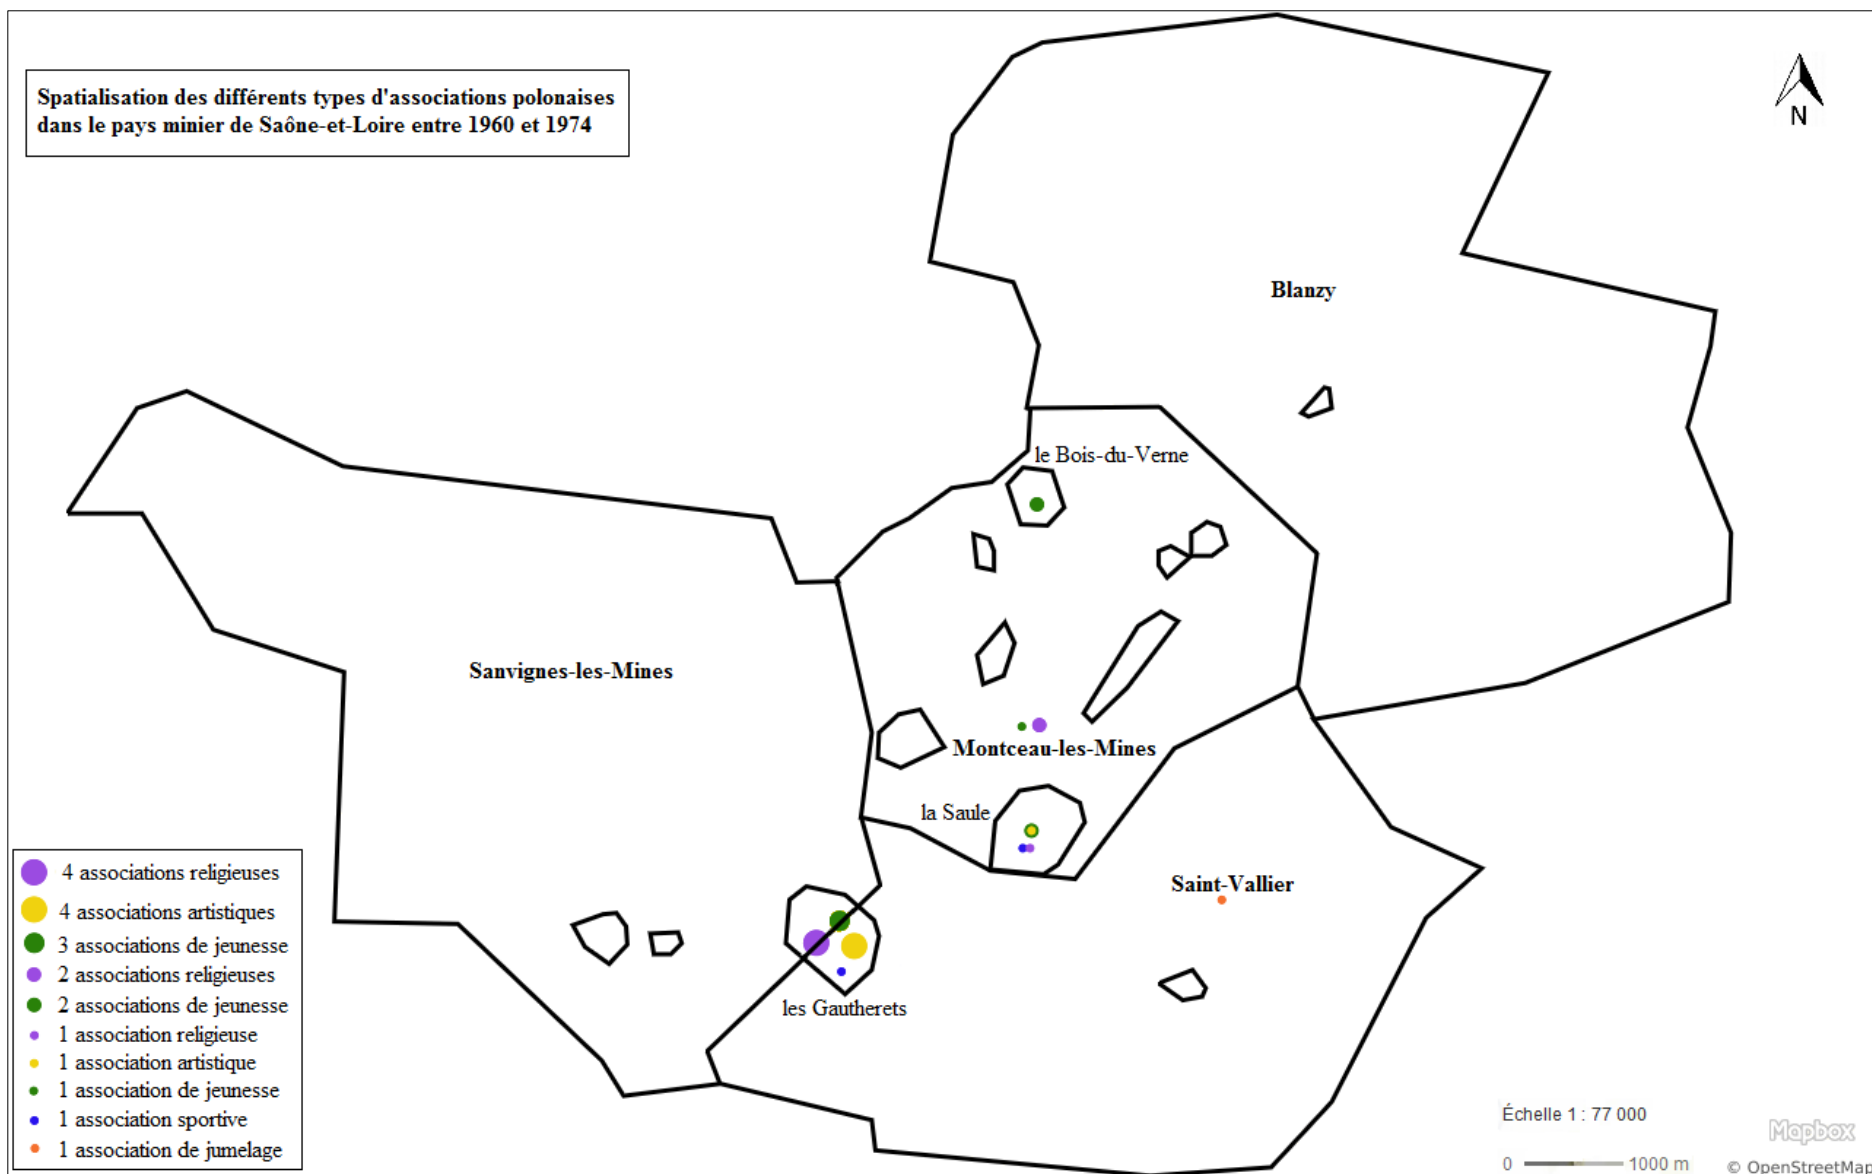 Spatialisation des différents types d'associations polonaises
dans le pays minier de Saône-et-Loire entre 1960 et 1974
N
Blanzy
le Bois-du-Verne
Sanvignes-les-Mines
Montceau-les-Mines
la Saule
Saint-Vallier
les Gautherets
4 associations religieuses
4 associations artistiques
3 associations de jeunesse
2 associations religieuses
2 associations de jeunesse
1 association religieuse
1 association artistique
1 association de jeunesse
1 association sportive
1 association de jumelage
Échelle 1 : 77 000
0 1000 m
Mapbox
© OpenStreetMap